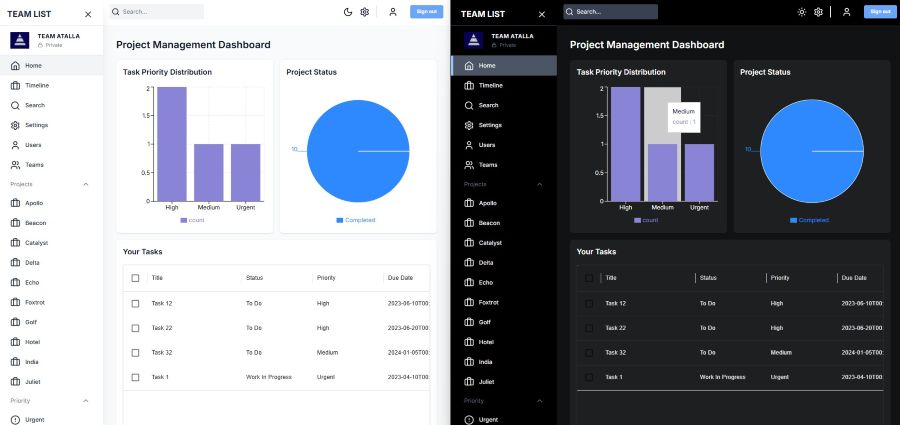 TEAM LIST
TEAM ATALLA
Private
Home
Timeline
Search
Settings
Users
Teams
Projects
Apollo
Beacon
Catalyst
Delta
Echo
Foxtrot
Golf
Hotel
India
Juliet
Priority
Urgent
Search...
Sign out
Project Management Dashboard
Task Priority Distribution
2
1.5
1
0.5
0
High Medium Urgent
count
Project Status
10
Completed
Your Tasks
Title Status Priority Due Date
Task 12 To Do High 2023-06-10T00:
Task 22 To Do High 2023-06-20T00:
Task 32 To Do Medium 2024-01-05T00:
Task 1 Work In Progress Urgent 2023-04-10T00:
TEAM LIST
TEAM ATALLA
Private
Home
Timeline
Search
Settings
Users
Teams
Projects
Apollo
Beacon
Catalyst
Delta
Echo
Foxtrot
Golf
Hotel
India
Juliet
Priority
Urgent
Search...
Sign out
Project Management Dashboard
Task Priority Distribution
2
1.5
1
0.5
0
Medium
count : 1
High Medium Urgent
count
Project Status
10
Completed
Your Tasks
Title Status Priority Due Date
Task 12 To Do High 2023-06-10T00:
Task 22 To Do High 2023-06-20T00:
Task 32 To Do Medium 2024-01-05T00:
Task 1 Work In Progress Urgent 2023-04-10T00: